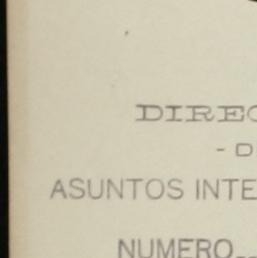 DIREC
- D
ASUNTOS INTE
NUMERO